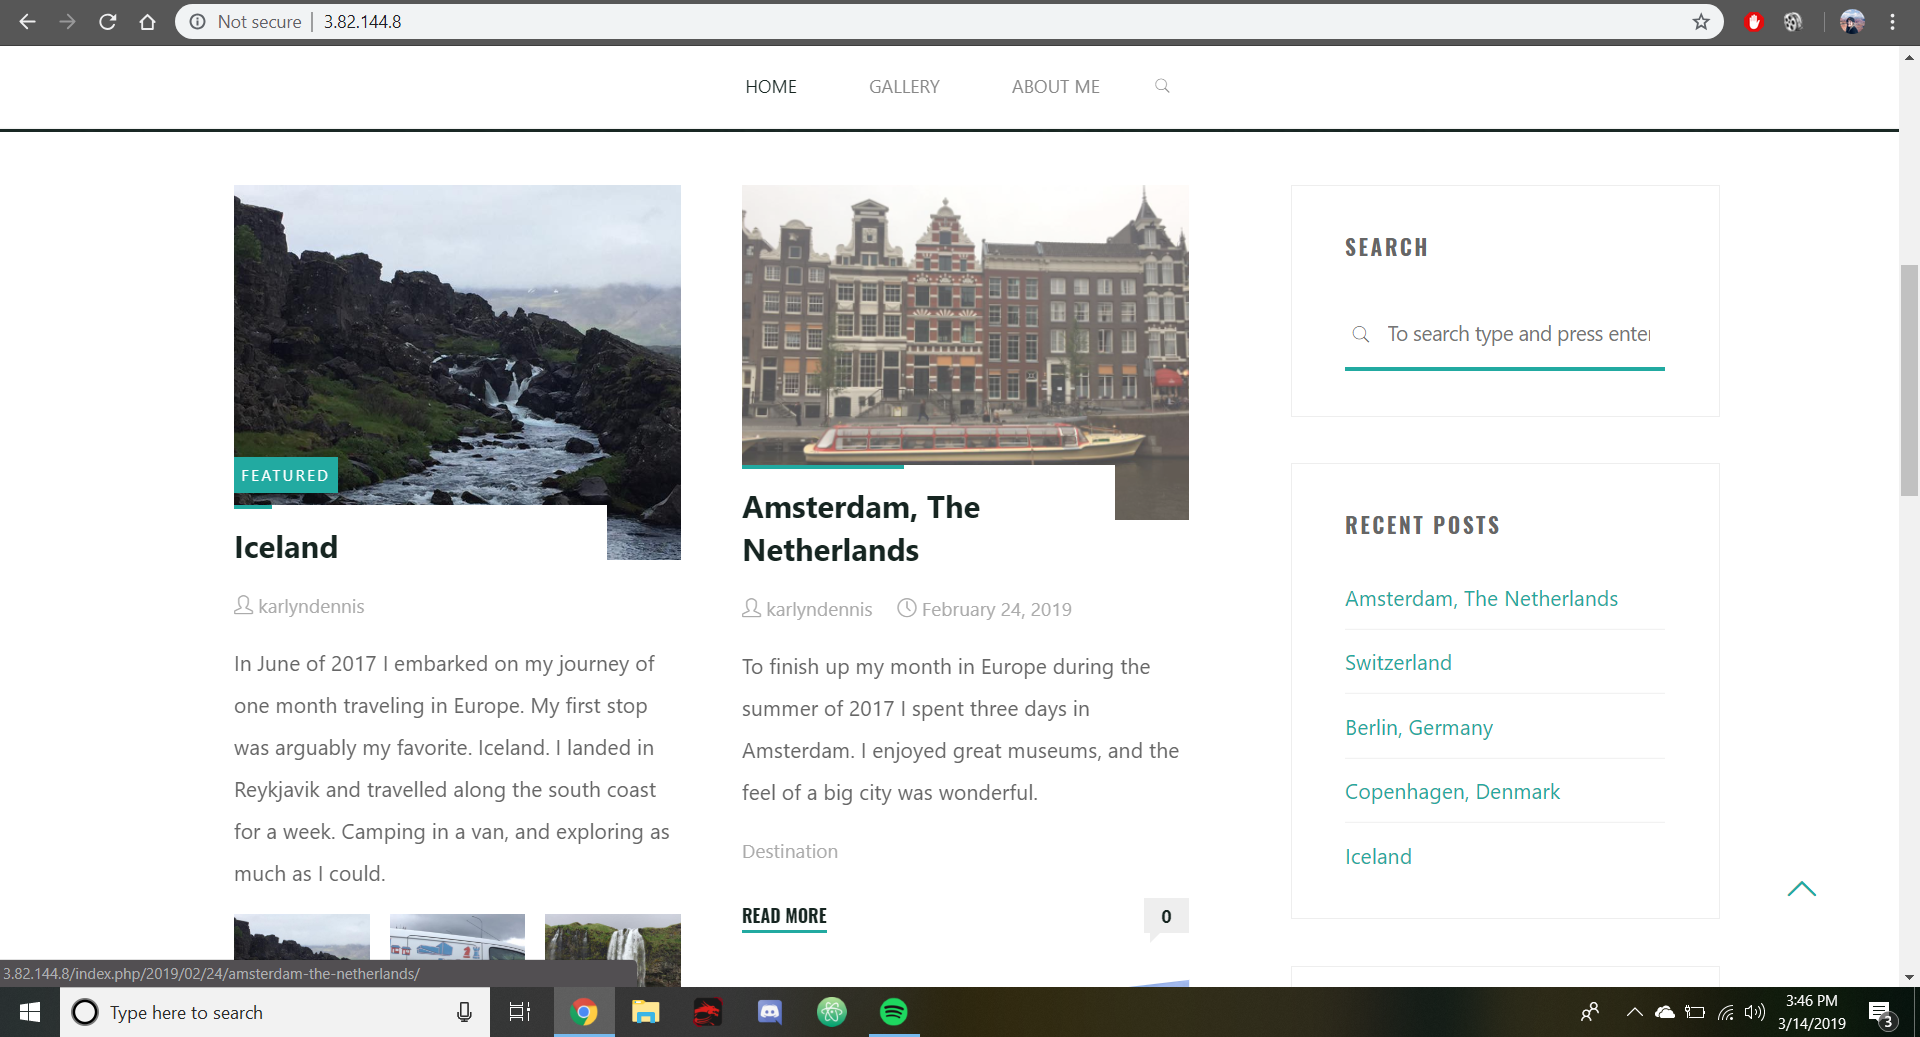 Not secure | 3.82.144.8
HOME
GALLERY
ABOUT ME
FEATURED
Iceland
karlyndennis
In June of 2017 I embarked on my journey of
one month traveling in Europe. My first stop
was arguably my favorite. Iceland. I landed in
Reykjavik and travelled along the south coast
for a week. Camping in a van, and exploring as
much as I could.
Amsterdam, The
Netherlands
karlyndennis February 24, 2019
To finish up my month in Europe during the
summer of 2017 I spent three days in
Amsterdam. I enjoyed great museums, and the
feel of a big city was wonderful.
Destination
READ MORE
0
SEARCH
To search type and press enter
RECENT POSTS
Amsterdam, The Netherlands
Switzerland
Berlin, Germany
Copenhagen, Denmark
Iceland
3.82.144.8/index.php/2019/02/24/amsterdam-the-netherlands/
Type here to search
3:46 PM
3/14/2019
3